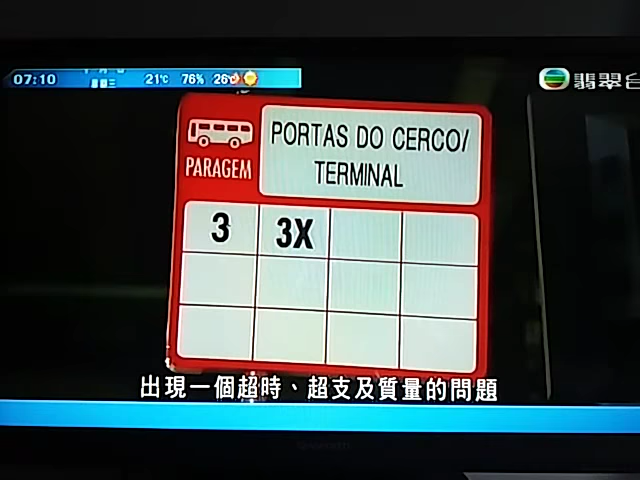 07:10
21℃ 76% 26℃
翡翠台
PARAGEM
PORTAS DO CERCO/
TERMINAL
3 3X
出現一個超時、超支及質量的問題